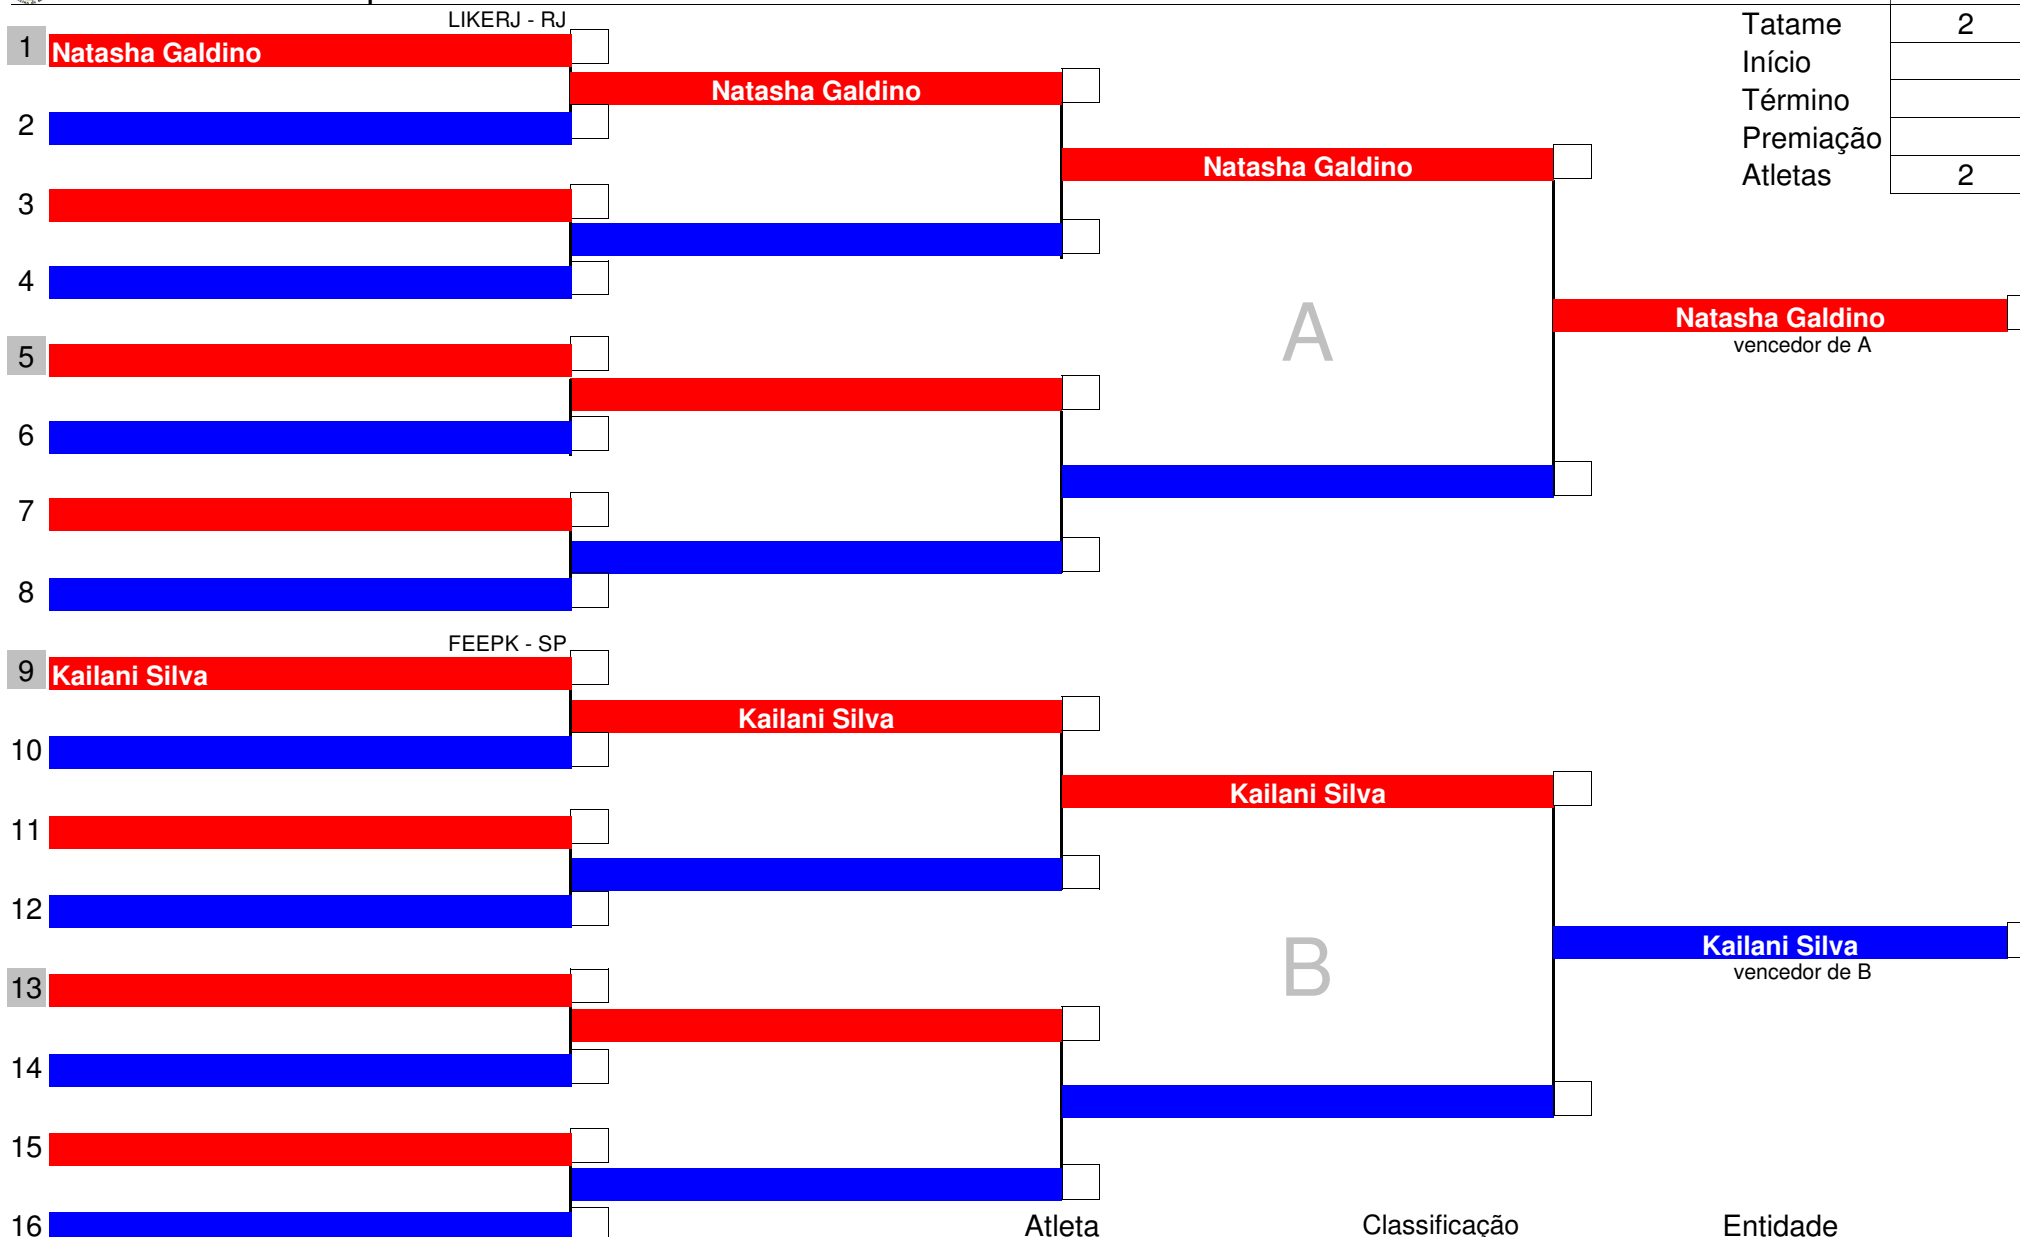 LIKERJ - RJ
Tatame 2
1 Natasha Galdino
Início
Natasha Galdino
Término
2
Premiação
Natasha Galdino
Atletas 2
3
4
A
Natasha Galdino
vencedor de A
5
6
7
8
FEEPK - SP
9 Kailani Silva
Kailani Silva
10
Kailani Silva
11
12
B
Kailani Silva
vencedor de B
13
14
15
16
Atleta Classificação Entidade